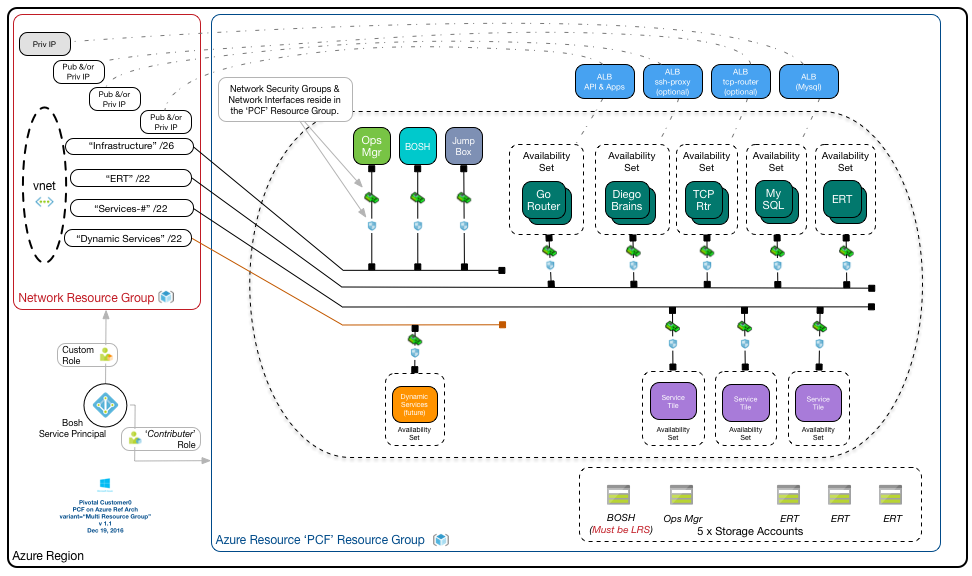 Priv IP
Pub &/or
Priv IP
Pub &/or
Priv IP
Pub &/or
Priv IP
vnet
“Infrastructure” /26
“ERT” /22
“Services-#” /22
“Dynamic Services” /22
Network Resource Group
Custom
Role
Bosh
Service Principal
‘Contributer’
Role
Pivotal Customer0
PCF on Azure Ref Arch
variant=“Multi Resource Group”
v 1.1
Dec 19, 2016
Azure Region
Network Security Groups &
Network Interfaces reside in
the ‘PCF’ Resource Group.
ALB
API & Apps
ALB
ssh-proxy
(optional)
ALB
tcp-router
(optional)
ALB
(Mysql)
Ops
Mgr
BOSH
Jump
Box
Availability
Set
Go
Router
Availability
Set
Diego
Brains
Availability
Set
TCP
Rtr
Availability
Set
My
SQL
Availability
Set
ERT
Dynamic
Services
(future)
Availability
Set
Service
Tile
Availability
Set
Service
Tile
Availability
Set
Service
Tile
Availability
Set
BOSH
(Must be LRS)
Ops Mgr
ERT
ERT
ERT
5 x Storage Accounts
Azure Resource ‘PCF’ Resource Group